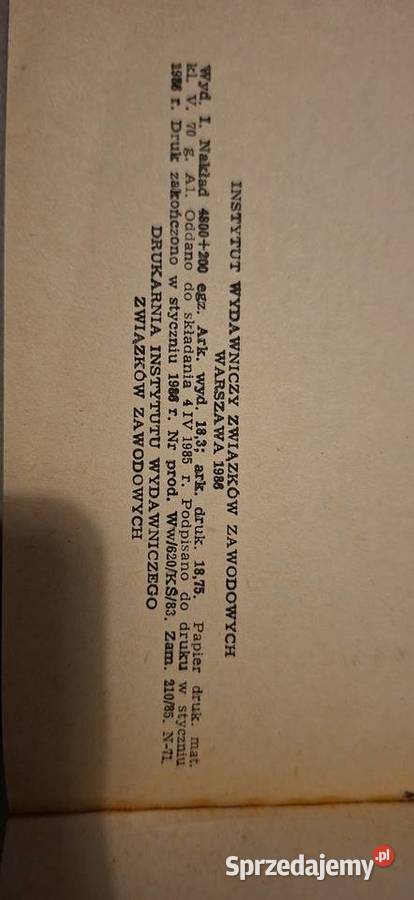 INSTYTUT WYDAWNICZY ZWIĄZKÓW ZAWODOWYCH
WARSZAWA 1986
Wyd. I. Nakład 4800+200 egz. Ark. wyd. 18,3; ark. druk. 18,75. Papier druk. mat.
kl. V. 70 g. A1. Oddano do składania 4 IV 1985 r. Podpisano do druku w styczniu
1986 r. Druk zakończono w styczniu 1986 r. Nr prod. Ww/620/KS/83. Zam. 210/85. N-71.
DRUKARNIA INSTYTUTU WYDAWNICZEGO
ZWIĄZKÓW ZAWODOWYCH
Sprzedajemy.pl